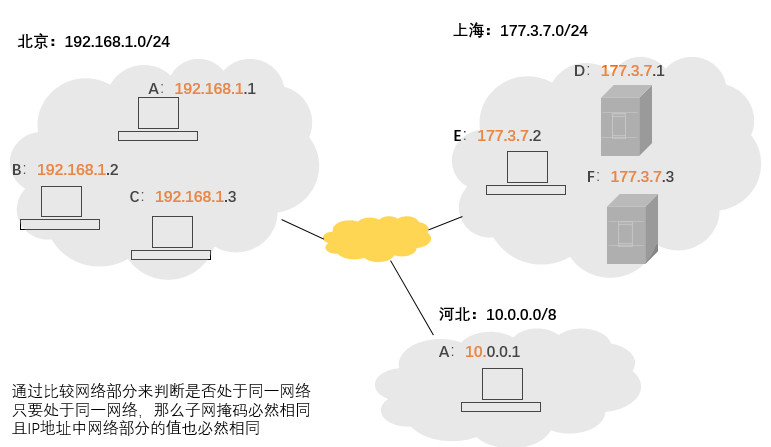 北京：192.168.1.0/24
上海：177.3.7.0/24
A：192.168.1.1
B：192.168.1.2
C：192.168.1.3
D：177.3.7.1
E：177.3.7.2
F：177.3.7.3
河北：10.0.0.0/8
A：10.0.0.1
通过比较网络部分来判断是否处于同一网络
只要处于同一网络，那么子网掩码必然相同
且IP地址中网络部分的值也必然相同